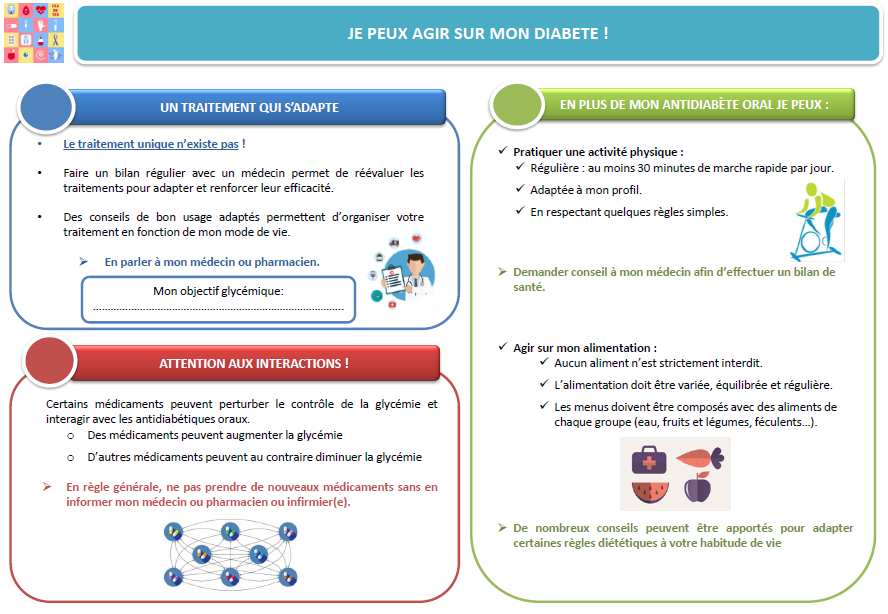 DIA
BE
TES
JE PEUX AGIR SUR MON DIABETE !
UN TRAITEMENT QUI S'ADAPTE
• Le traitement unique n'existe pas !
• Faire un bilan régulier avec un médecin permet de réévaluer les
traitements pour adapter et renforcer leur efficacité.
• Des conseils de bon usage adaptés permettent d'organiser votre
traitement en fonction de mon mode de vie.
➢ En parler à mon médecin ou pharmacien.
Mon objectif glycémique:
........................................................................................
ATTENTION AUX INTERACTIONS !
Certains médicaments peuvent perturber le contrôle de la glycémie et
interagir avec les antidiabétiques oraux.
o Des médicaments peuvent augmenter la glycémie
o D'autres médicaments peuvent au contraire diminuer la glycémie
➢ En règle générale, ne pas prendre de nouveaux médicaments sans en
informer mon médecin ou pharmacien ou infirmier(e).
EN PLUS DE MON ANTIDIABÈTE ORAL JE PEUX :
✓ Pratiquer une activité physique :
✓ Régulière : au moins 30 minutes de marche rapide par jour.
✓ Adaptée à mon profil.
✓ En respectant quelques règles simples.
➢ Demander conseil à mon médecin afin d'effectuer un bilan de
santé.
✓ Agir sur mon alimentation :
✓ Aucun aliment n'est strictement interdit.
✓ L'alimentation doit être variée, équilibrée et régulière.
✓ Les menus doivent être composés avec des aliments de
chaque groupe (eau, fruits et légumes, féculents...).
➢ De nombreux conseils peuvent être apportés pour adapter
certaines règles diététiques à votre habitude de vie